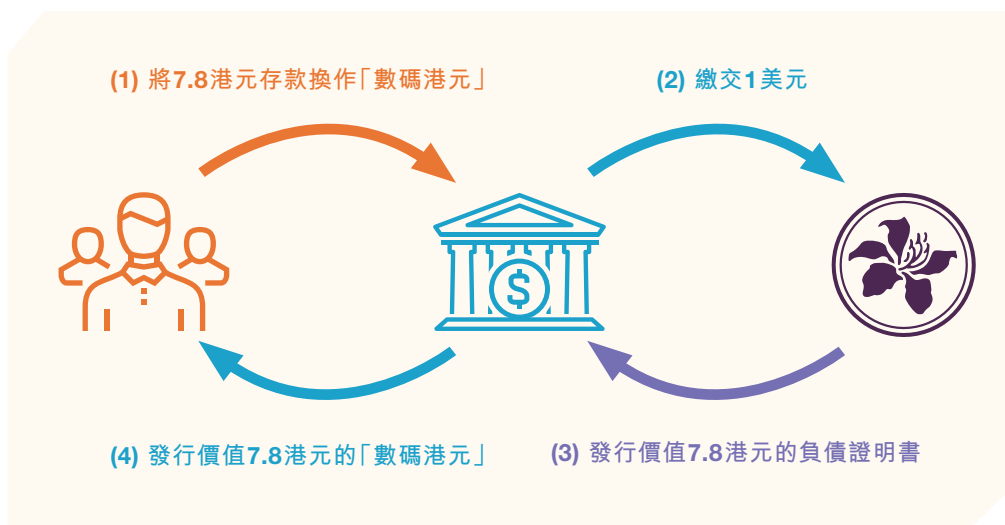 (1) 將7.8港元存款換作「數碼港元」
(2) 繳交1美元
$
(4) 發行價值7.8港元的「數碼港元」
(3) 發行價值7.8港元的負債證明書